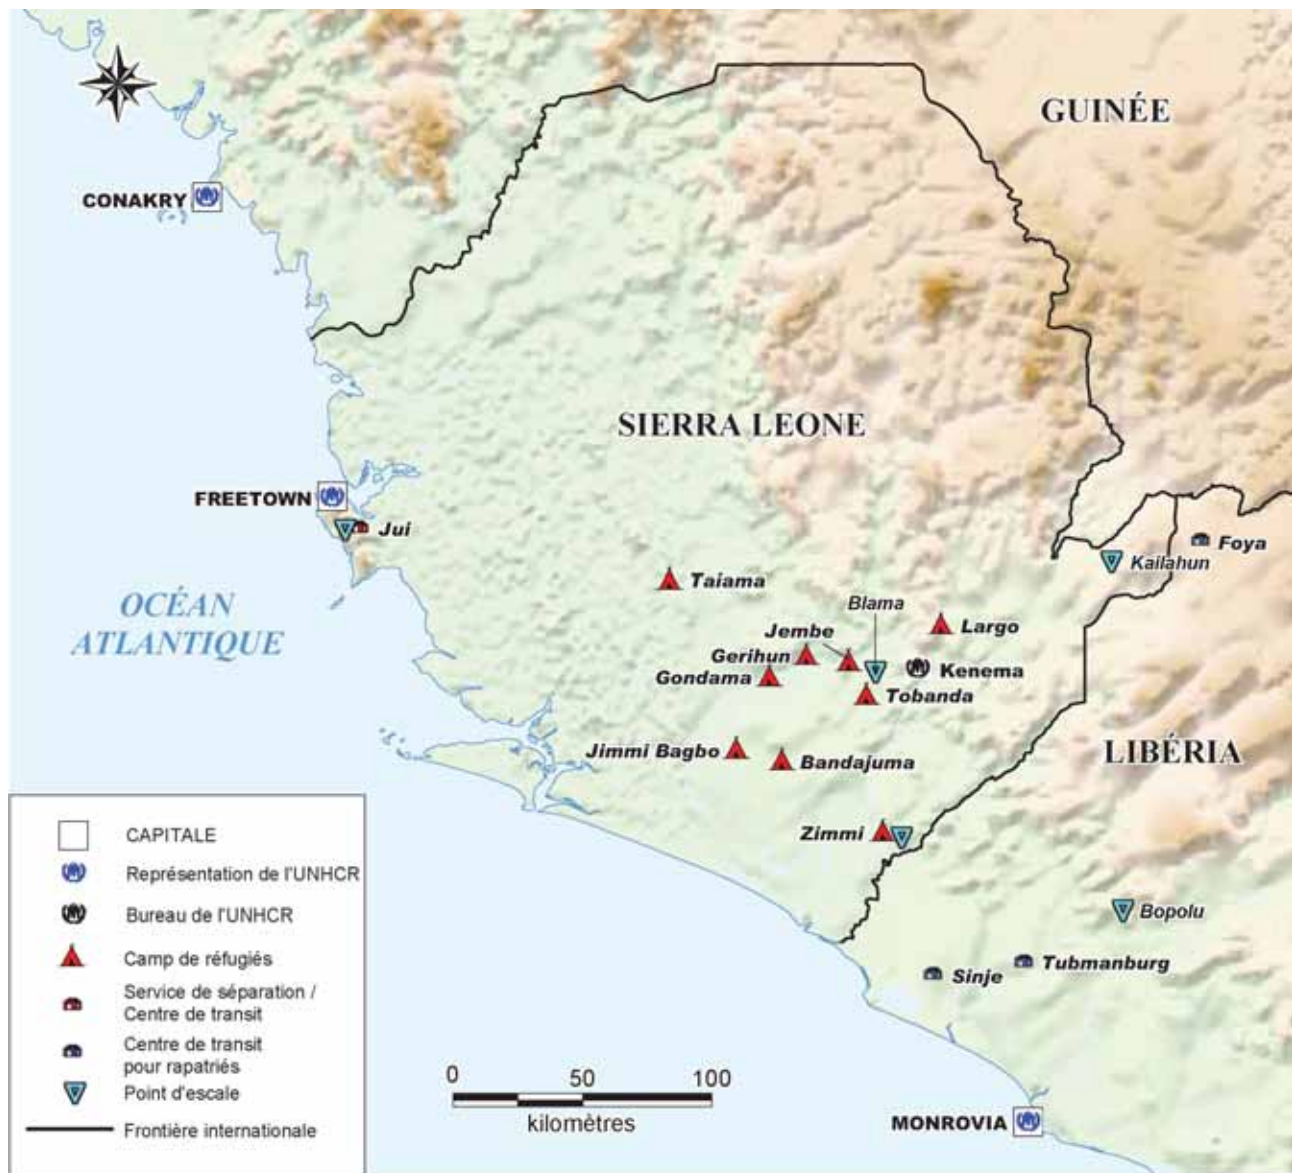 GUINÉE
CONAKRY
SIERRA LEONE
FREETOWN
Jui
Foya
Kailahun
Taiama
Blama
Largo
Jembe
Gerihun
Kenema
Gondama
Tobanda
OCÉAN
ATLANTIQUE
Jimmi Bagbo
Bandajuma
LIBÉRIA
Zimmi
Bopolu
Tubmanburg
Sinje
MONROVIA
CAPITALE
Représentation de l'UNHCR
Bureau de l'UNHCR
Camp de réfugiés
Service de séparation /
Centre de transit
Centre de transit
pour rapatriés
Point d'escale
Frontière internationale
0 50 100
kilomètres